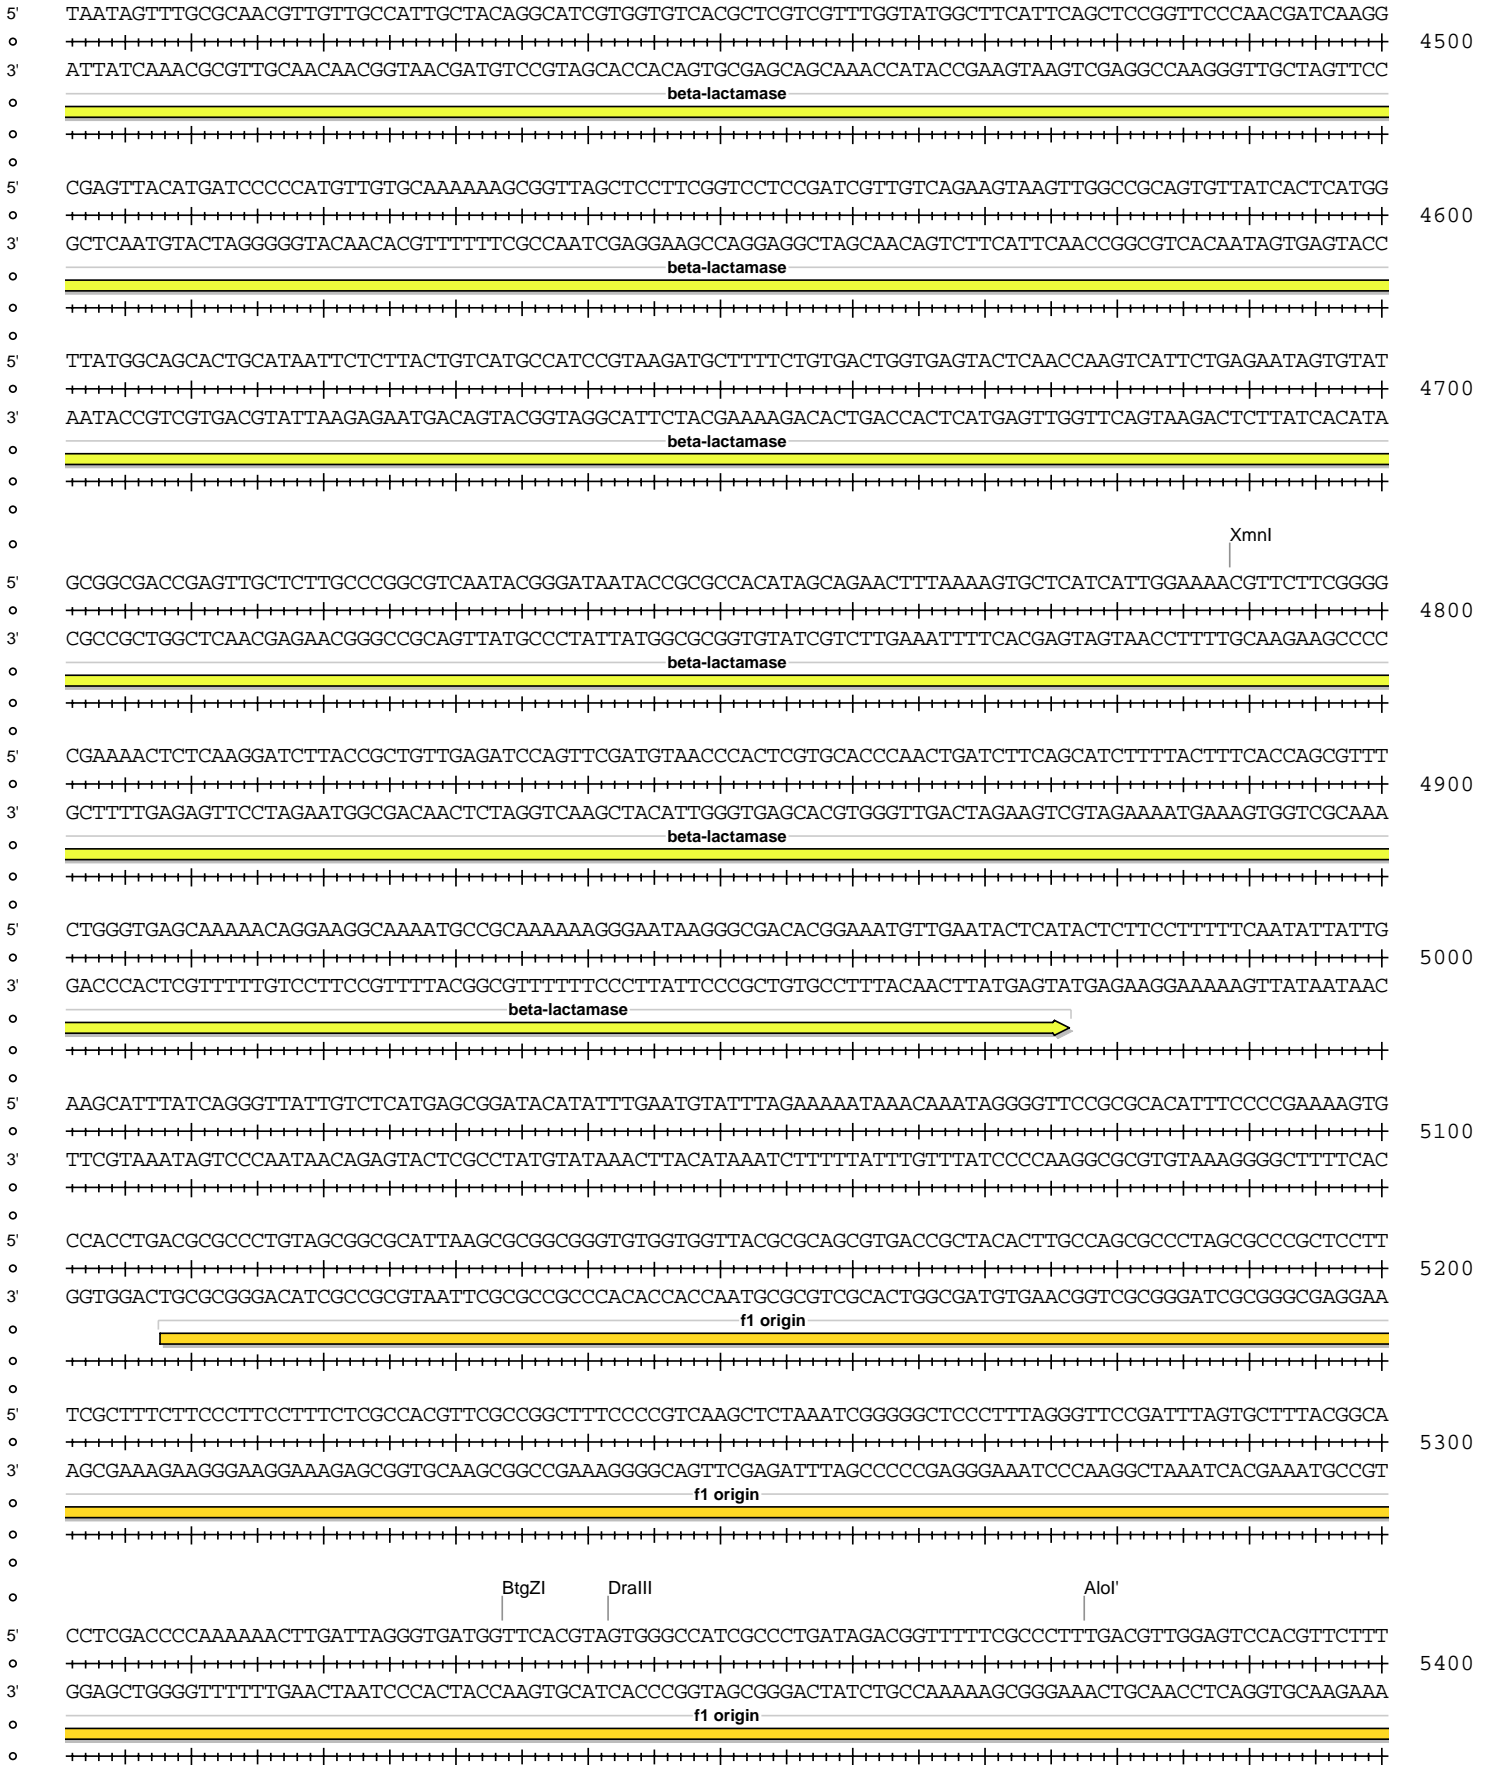 5' TAATAGTTTGCGCAACGTTGTTGCCATTGCTACAGGCATCGTGGTGTCACGCTCGTCGTTTGGTATGGCTTCATTCAGCTCCGGTTCCCAACGATCAAGG
4500
3' ATTATCAAACGCGTTGCAACAACGGTAACGATGTCCGTAGCACCACAGTGCGAGCAGCAAACCATACCGAAGTAAGTCGAGGCCAAGGGTTGCTAGTTCC
beta-lactamase
5' CGAGTTACATGATCCCCCATGTTGTGCAAAAAAGCGGTTAGCTCCTTCGGTCCTCCGATCGTTGTCAGAAGTAAGTTGGCCGCAGTGTTATCACTCATGG
4600
3' GCTCAATGTACTAGGGGGTACAACACGTTTTTTCGCCAATCGAGGAAGCCAGGAGGCTAGCAACAGTCTTCATTCAACCGGCGTCACAATAGTGAGTACC
beta-lactamase
5' TTATGGCAGCACTGCATAATTCTCTTACTGTCATGCCATCCGTAAGATGCTTTTCTGTGACTGGTGAGTACTCAACCAAGTCATTCTGAGAATAGTGTAT
4700
3' AATACCGTCGTGACGTATTAAGAGAATGACAGTACGGTAGGCATTCTACGAAAAGACACTGACCACTCATGAGTTGGTTCAGTAAGACTCTTATCACATA
beta-lactamase
XmnI
5' GCGGCGACCGAGTTGCTCTTGCCCGGCGTCAATACGGGATAATACCGCGCCACATAGCAGAACTTTAAAAGTGCTCATCATTGGAAAACGTTCTTCGGGG
4800
3' CGCCGCTGGCTCAACGAGAACGGGCCGCAGTTATGCCCTATTATGGCGCGGTGTATCGTCTTGAAATTTTCACGAGTAGTAACCTTTTGCAAGAAGCCCC
beta-lactamase
5' CGAAAACTCTCAAGGATCTTACCGCTGTTGAGATCCAGTTCGATGTAACCCACTCGTGCACCCAACTGATCTTCAGCATCTTTTACTTTCACCAGCGTTT
4900
3' GCTTTTGAGAGTTCCTAGAATGGCGACAACTCTAGGTCAAGCTACATTGGGTGAGCACGTGGGTTGACTAGAAGTCGTAGAAAATGAAAGTGGTCGCAAA
beta-lactamase
5' CTGGGTGAGCAAAAACAGGAAGGCAAAATGCCGCAAAAAAGGGAATAAGGGCGACACGGAAATGTTGAATACTCATACTCTTCCTTTTTCAATATTATTG
5000
3' GACCCACTCGTTTTTGTCCTTCCGTTTTACGGCGTTTTTTCCCTTATTCCCGCTGTGCCTTTACAACTTATGAGTATGAGAAGGAAAAAGTTATAATAAC
beta-lactamase
5' AAGCATTTATCAGGGTTATTGTCTCATGAGCGGATACATATTTGAATGTATTTAGAAAAATAAACAAATAGGGGTTCCGCGCACATTTCCCCGAAAAGTG
5100
3' TTCGTAAATAGTCCCAATAACAGAGTACTCGCCTATGTATAAACTTACATAAATCTTTTTATTTGTTTATCCCCAAGGCGCGTGTAAAGGGGCTTTTCAC
5' CCACCTGACGCGCCCTGTAGCGGCGCATTAAGCGCGGCGGGTGTGGTGGTTACGCGCAGCGTGACCGCTACACTTGCCAGCGCCCTAGCGCCCGCTCCTT
5200
3' GGTGGACTGCGCGGGACATCGCCGCGTAATTCGCGCCGCCCACACCACCAATGCGCGTCGCACTGGCGATGTGAACGGTCGCGGGATCGCGGGCGAGGAA
f1 origin
5' TCGCTTTCTTCCCTTCCTTTCTCGCCACGTTCGCCGGCTTTCCCCGTCAAGCTCTAAATCGGGGGCTCCCTTTAGGGTTCCGATTTAGTGCTTTACGGCA
5300
3' AGCGAAAGAAGGGAAGGAAAGAGCGGTGCAAGCGGCCGAAAGGGGCAGTTCGAGATTTAGCCCCCGAGGGAAATCCCAAGGCTAAATCACGAAATGCCGT
f1 origin
BtgZI DraIII AloI'
5' CCTCGACCCCAAAAAACTTGATTAGGGTGATGGTTCACGTAGTGGGCCATCGCCCTGATAGACGGTTTTTCGCCCTTTGACGTTGGAGTCCACGTTCTTT
5400
3' GGAGCTGGGGTTTTTTGAACTAATCCCACTACCAAGTGCATCACCCGGTAGCGGGACTATCTGCCAAAAAGCGGGAAACTGCAACCTCAGGTGCAAGAAA
f1 origin